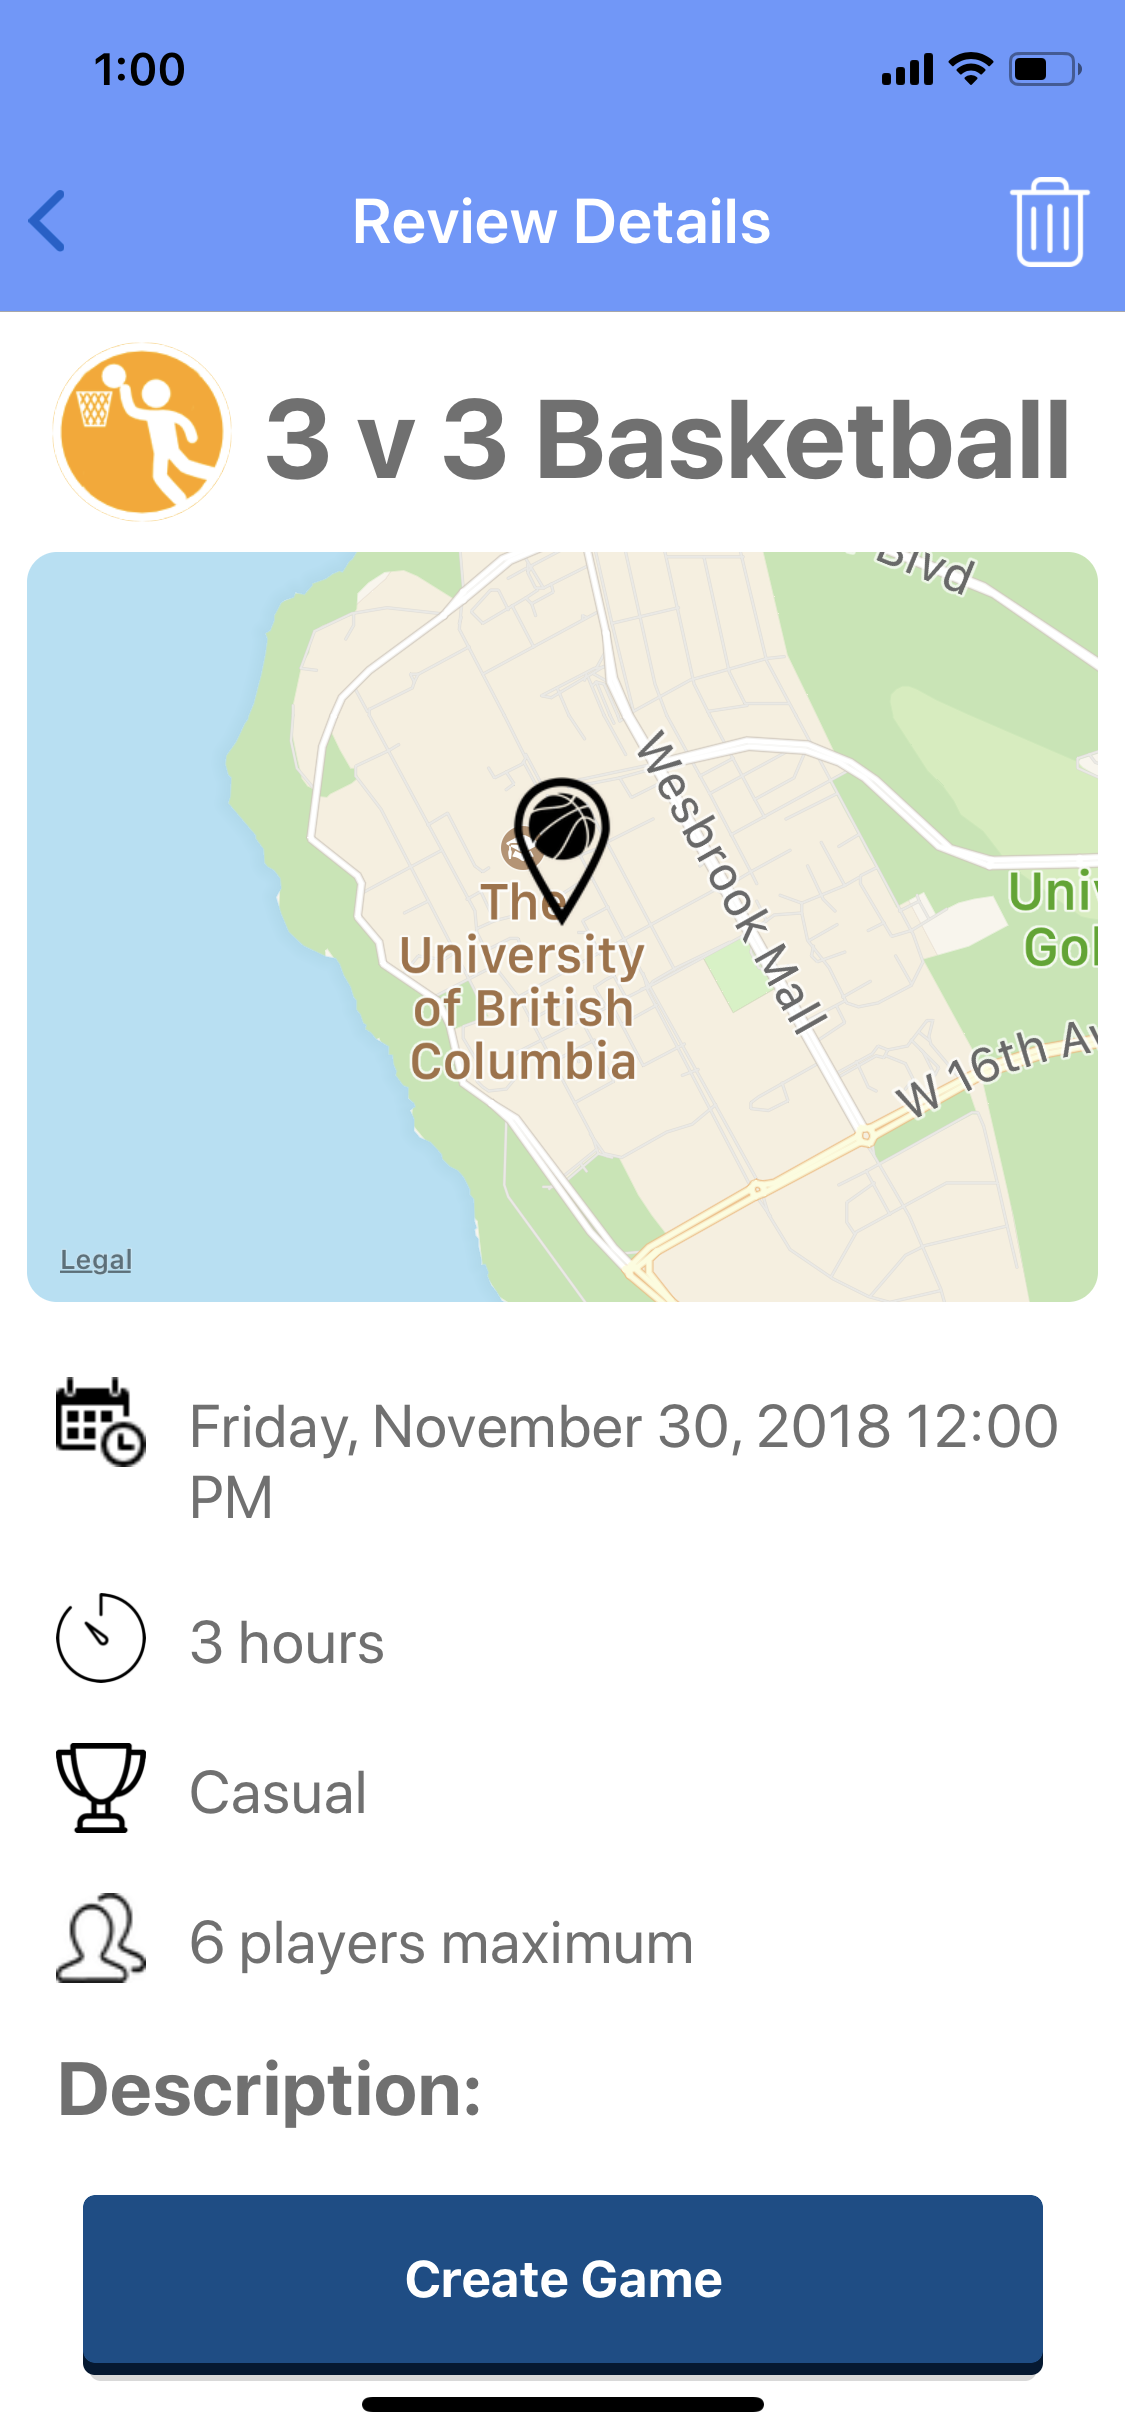 1:00
Review Details
3 v 3 Basketball
Blvd
Wesbrook Mall
The
University
of British
Columbia
Uni
Gol
W 16th Av
Legal
Friday, November 30, 2018 12:00
PM
3 hours
Casual
6 players maximum
Description:
Create Game